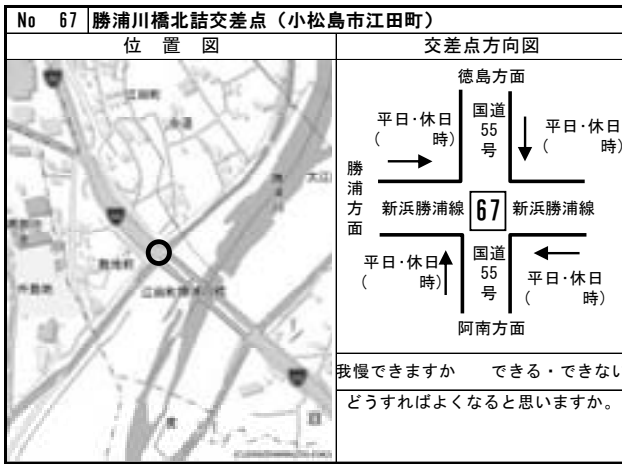 No 67 勝浦川橋北詰交差点（小松島市江田町）
位 置 図
交差点方向図
徳島方面
国道55号
平日・休日
（ 時）
平日・休日
（ 時）
勝浦方面
新浜勝浦線
67
新浜勝浦線
平日・休日
（ 時）
国道55号
平日・休日
（ 時）
阿南方面
我慢できますか できる・できない
どうすればよくなると思いますか。